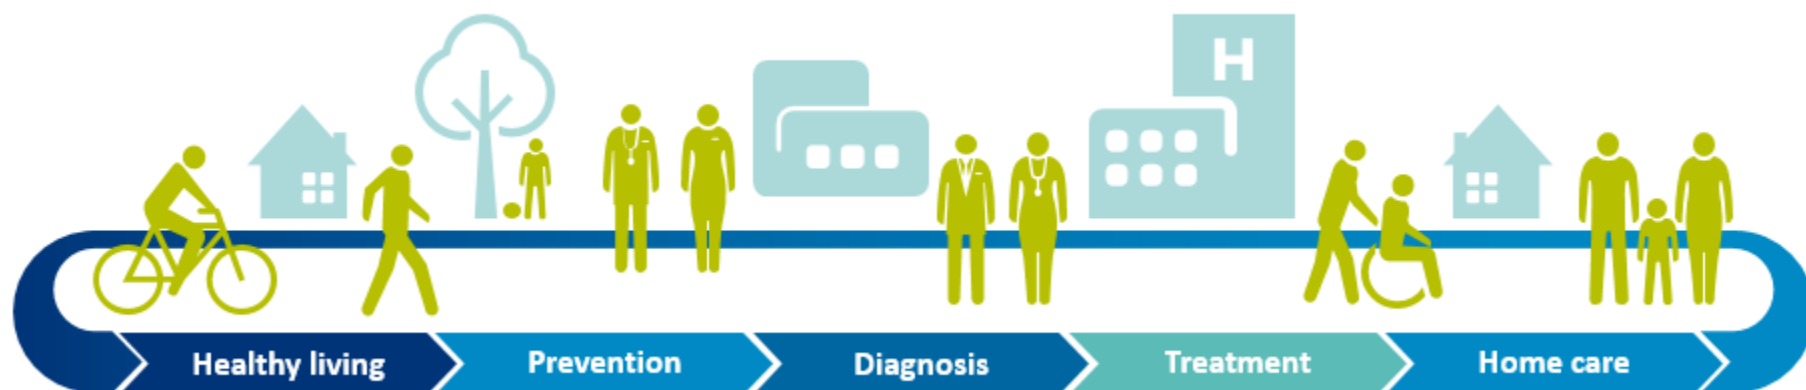 H
Healthy living
Prevention
Diagnosis
Treatment
Home care